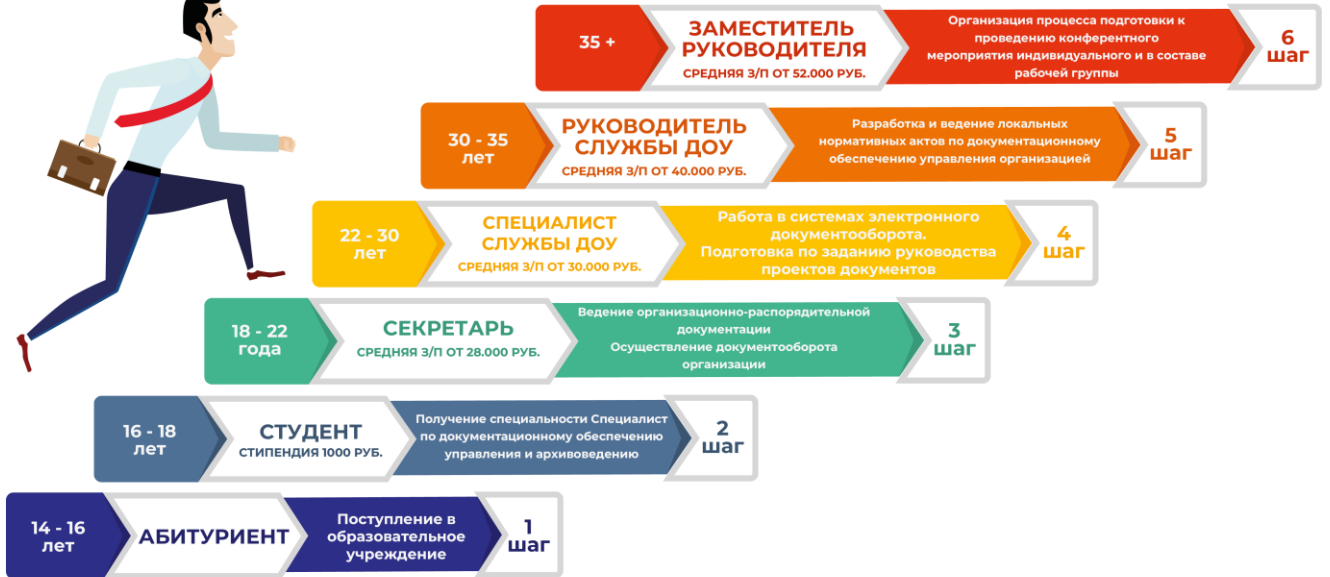 35 +
ЗАМЕСТИТЕЛЬ
РУКОВОДИТЕЛЯ
СРЕДНЯЯ З/П ОТ 52.000 РУБ.
Организация процесса подготовки к
проведению конферентного
мероприятия индивидуального и в составе
рабочей группы
6
шаг
30 - 35
лет
РУКОВОДИТЕЛЬ
СЛУЖБЫ ДОУ
СРЕДНЯЯ З/П ОТ 40.000 РУБ.
Разработка и ведение локальных
нормативных актов по документационному
обеспечению управления организацией
5
шаг
22 - 30
лет
СПЕЦИАЛИСТ
СЛУЖБЫ ДОУ
СРЕДНЯЯ З/П ОТ 30.000 РУБ.
Работа в системах электронного
документооборота.
Подготовка по заданию руководства
проектов документов
4
шаг
18 - 22
года
СЕКРЕТАРЬ
СРЕДНЯЯ З/П ОТ 28.000 РУБ.
Ведение организационно-распорядительной
документации
Осуществление документооборота
организации
3
шаг
16 - 18
лет
СТУДЕНТ
СТИПЕНДИЯ 1000 РУБ.
Получение специальности Специалист
по документационному обеспечению
управления и архивоведению
2
шаг
14 - 16
лет
АБИТУРИЕНТ
Поступление в
образовательное
учреждение
1
шаг